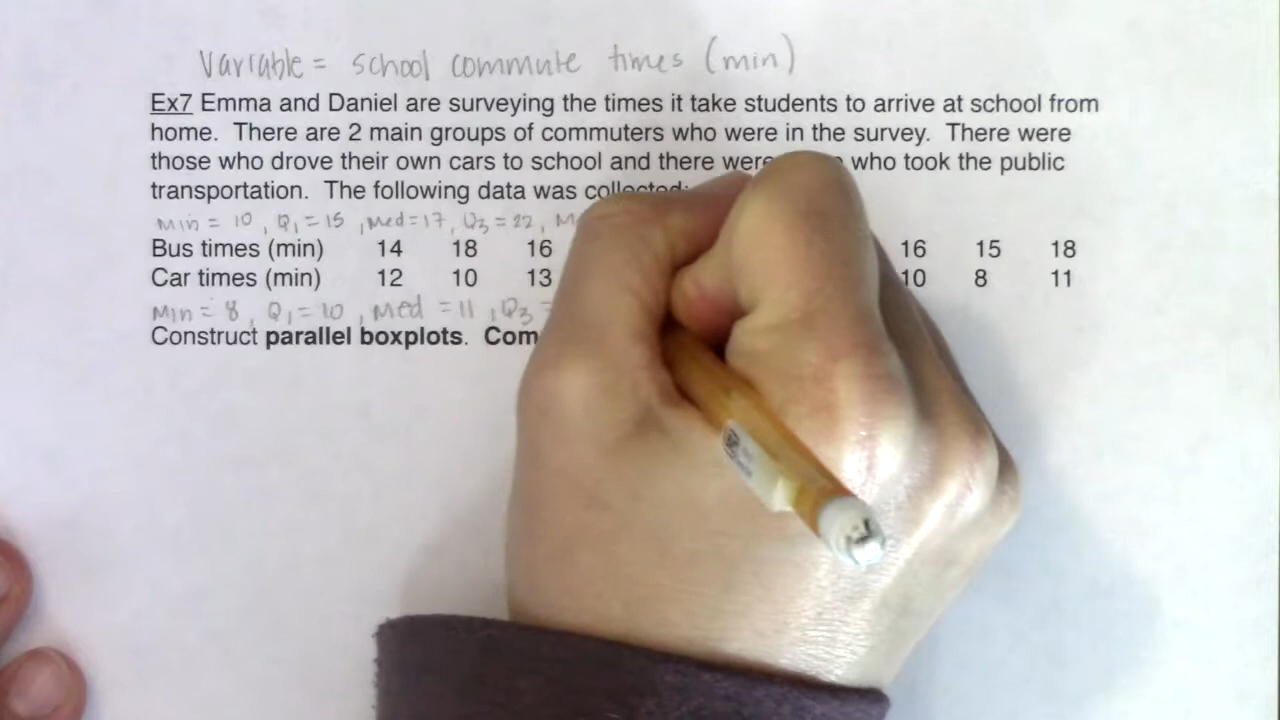 Variable = school commute times (min)
Ex7 Emma and Daniel are surveying the times it take students to arrive at school from
home. There are 2 main groups of commuters who were in the survey. There were
those who drove their own cars to school and there were who took the public
transportation. The following data was collected:
Min = 10, Q1 = 15, Med = 17, Q3 = 22,
Bus times (min) 14 18 16 16 15 18
Car times (min) 12 10 13 10 8 11
Min = 8, Q1 = 10, Med = 11, Q3 =
Construct parallel boxplots. Com